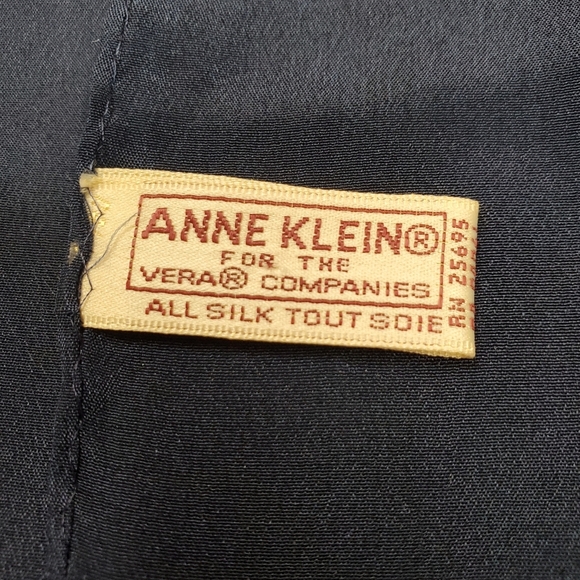 ANNE KLEIN®
FOR THE
VERA® COMPANIES
ALL SILK TOUT SOIE
RN 25695